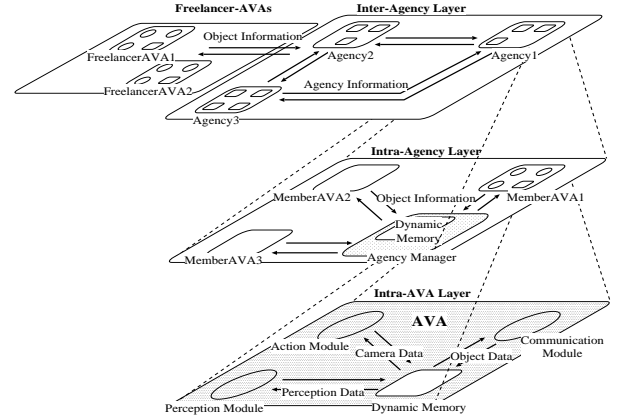 Freelancer-AVAs
Inter-Agency Layer
Object Information
FreelancerAVA1
Agency2
Agency1
FreelancerAVA2
Agency Information
Agency3
Intra-Agency Layer
MemberAVA2
Object Information
MemberAVA1
Dynamic
Memory
MemberAVA3
Agency Manager
Intra-AVA Layer
AVA
Action Module
Camera Data
Object Data
Communication
Module
Perception Data
Perception Module
Dynamic Memory